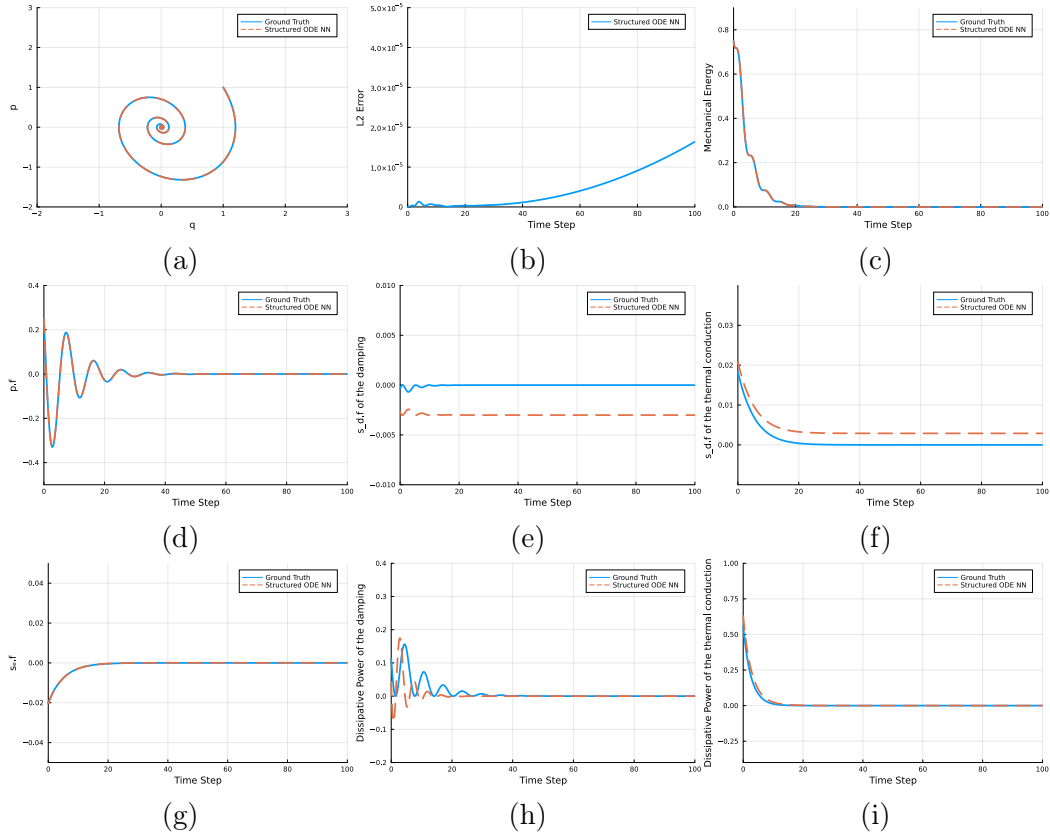 3
2
1
0
−1
−2
p
−2
−1
0
1
2
3
q
Ground Truth
Structured ODE NN
(a)
5.0×10⁻⁵
4.0×10⁻⁵
3.0×10⁻⁵
2.0×10⁻⁵
1.0×10⁻⁵
0
L2 Error
0
20
40
60
80
100
Time Step
Structured ODE NN
(b)
0.8
0.6
0.4
0.2
0.0
Mechanical Energy
0
20
40
60
80
100
Time Step
Ground Truth
Structured ODE NN
(c)
0.4
0.2
0.0
−0.2
−0.4
p.f
0
20
40
60
80
100
Time Step
Ground Truth
Structured ODE NN
(d)
0.010
0.005
0.000
−0.005
−0.010
s_d.f of the damping
0
20
40
60
80
100
Time Step
Ground Truth
Structured ODE NN
(e)
0.03
0.02
0.01
0.00
s_d.f of the thermal conduction
0
20
40
60
80
100
Time Step
Ground Truth
Structured ODE NN
(f)
0.04
0.02
0.00
−0.02
−0.04
0
20
40
60
80
100
Time Step
Ground Truth
Structured ODE NN
(g)
0.4
0.3
0.2
0.1
0.0
−0.1
−0.2
Dissipative Power of the damping
0
20
40
60
80
100
Time Step
Ground Truth
Structured ODE NN
(h)
1.00
0.75
0.50
0.25
0.00
−0.25
Dissipative Power of the thermal conduction
0
20
40
60
80
100
Time Step
Ground Truth
Structured ODE NN
(i)